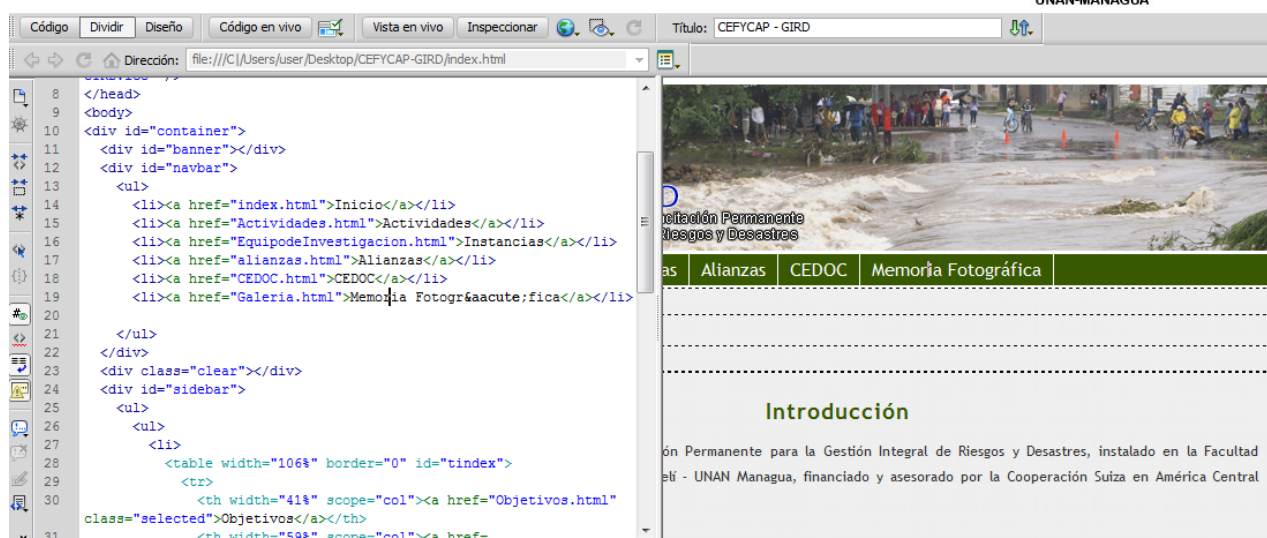 UNAN-MANAGUA
Código Dividir Diseño Código en vivo Vista en vivo Inspeccionar Título: CEFYCAP - GIRD
Dirección: file:///C|/Users/user/Desktop/CEFYCAP-GIRD/index.html
8 </head>
9 <body>
10 <div id="container">
11 <div id="banner"></div>
12 <div id="navbar">
13 <ul>
14 <li><a href="index.html">Inicio</a></li>
15 <li><a href="Actividades.html">Actividades</a></li>
16 <li><a href="EquipodeInvestigacion.html">Instancias</a></li>
17 <li><a href="alianzas.html">Alianzas</a></li>
18 <li><a href="CEDOC.html">CEDOC</a></li>
19 <li><a href="Galeria.html">Memoria Fotogr&aacute;fica</a></li>
20
21 </ul>
22 </div>
23 <div class="clear"></div>
24 <div id="sidebar">
25 <ul>
26 <ul>
27 <li>
28 <table width="106%" border="0" id="tindex">
29 <tr>
30 <th width="41%" scope="col"><a href="Objetivos.html"
class="selected">Objetivos</a></th>
31 <th width="59%" scope="col"><a href=
D
citación Permanente
Riesgos y Desastres
as Alianzas CEDOC Memoria Fotográfica
Introducción
ón Permanente para la Gestión Integral de Riesgos y Desastres, instalado en la Facultad
elí - UNAN Managua, financiado y asesorado por la Cooperación Suiza en América Central